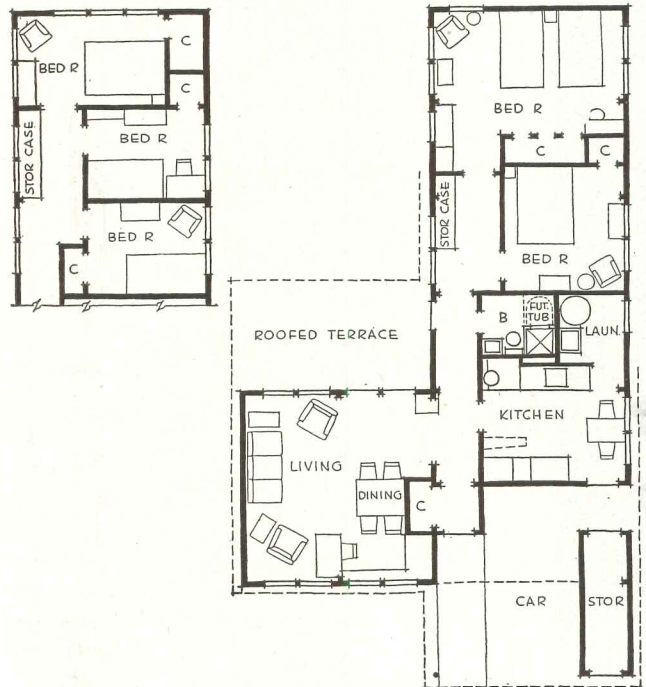 C
BED R
C
BED R
STOR CASE
BED R
C
BED R
C
C
STOR CASE
BED R
B
FUT.
TUB
LAUN.
ROOFED TERRACE
KITCHEN
LIVING
DINING
C
CAR
STOR